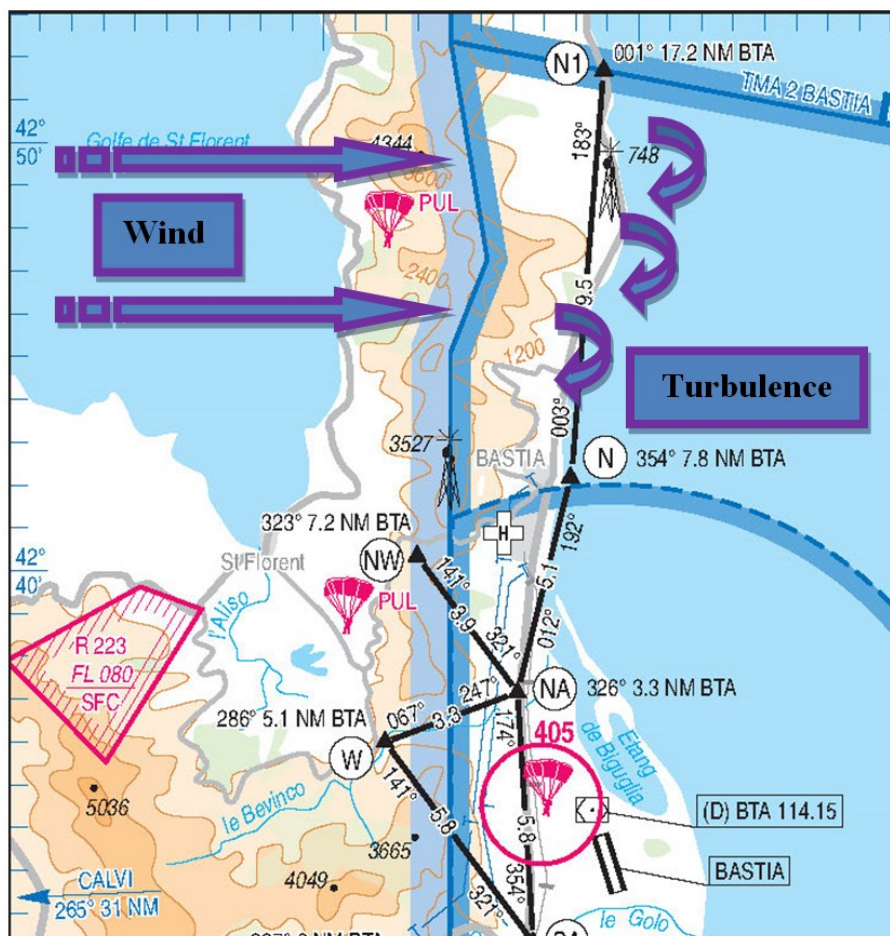 N1
001° 17.2 NM BTA
TMA 2 BASTIA
42°
50'
Golfe de St Florent
4344
3600
183°
748
PUL
Wind
2400
9.5
1200
Turbulence
003°
3527
BASTIA
N
354° 7.8 NM BTA
H
192°
323° 7.2 NM BTA
42°
40'
St Florent
NW
141°
5.1
PUL
3.9
l'Aliso
012°
R 223
FL 080
SFC
321°
NA
326° 3.3 NM BTA
286° 5.1 NM BTA
067°
3.3
247°
174°
405
W
Etang
de Biguglia
5036
141°
le Bevinco
5.8
5.8
(D) BTA 114.15
3665
BASTIA
4049
354°
CALVI
265° 31 NM
321°
le Golo